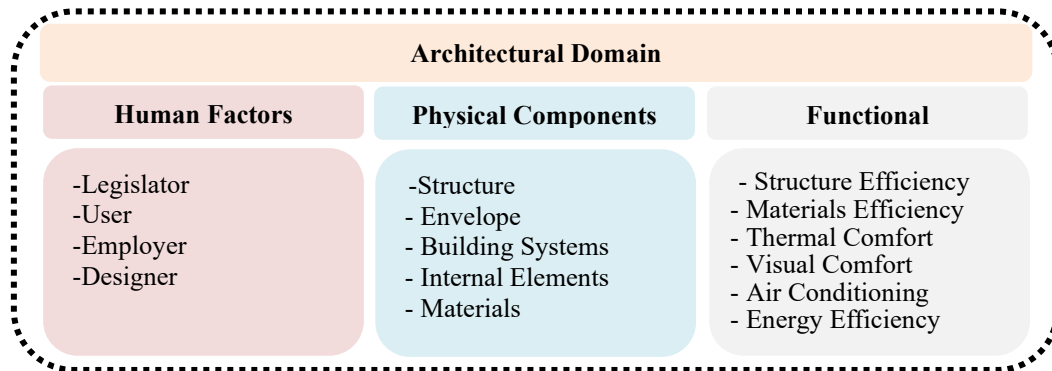 Architectural Domain
Human Factors
Physical Components
Functional
-Legislator
-User
-Employer
-Designer
-Structure
- Envelope
- Building Systems
- Internal Elements
- Materials
- Structure Efficiency
- Materials Efficiency
- Thermal Comfort
- Visual Comfort
- Air Conditioning
- Energy Efficiency